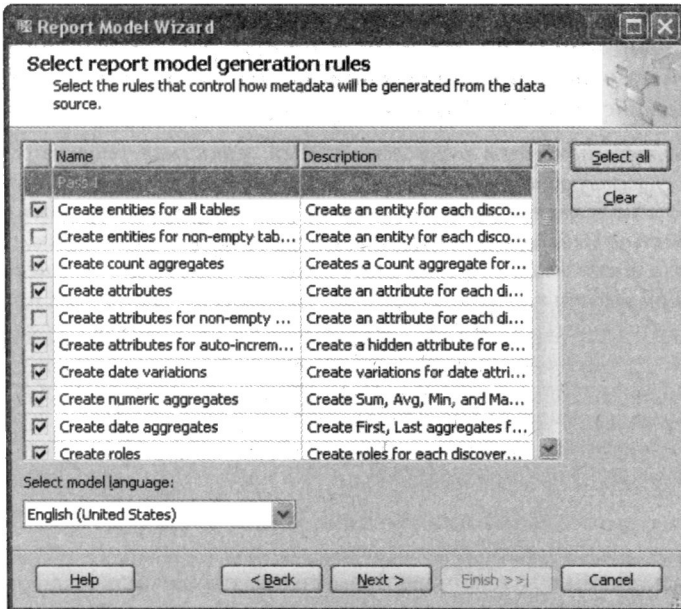 Report Model Wizard
Select report model generation rules
Select the rules that control how metadata will be generated from the data
source.
Name Description
Pass 1
Create entities for all tables Create an entity for each disco...
Create entities for non-empty tab... Create an entity for each disco...
Create count aggregates Creates a Count aggregate for...
Create attributes Create an attribute for each di...
Create attributes for non-empty ... Create an attribute for each di...
Create attributes for auto-increm... Create a hidden attribute for e...
Create date variations Create variations for date attri...
Create numeric aggregates Create Sum, Avg, Min, and Ma...
Create date aggregates Create First, Last aggregates f...
Create roles Create roles for each discover...
Select all
Clear
Select model language:
English (United States)
Help < Back Next > Finish >>| Cancel